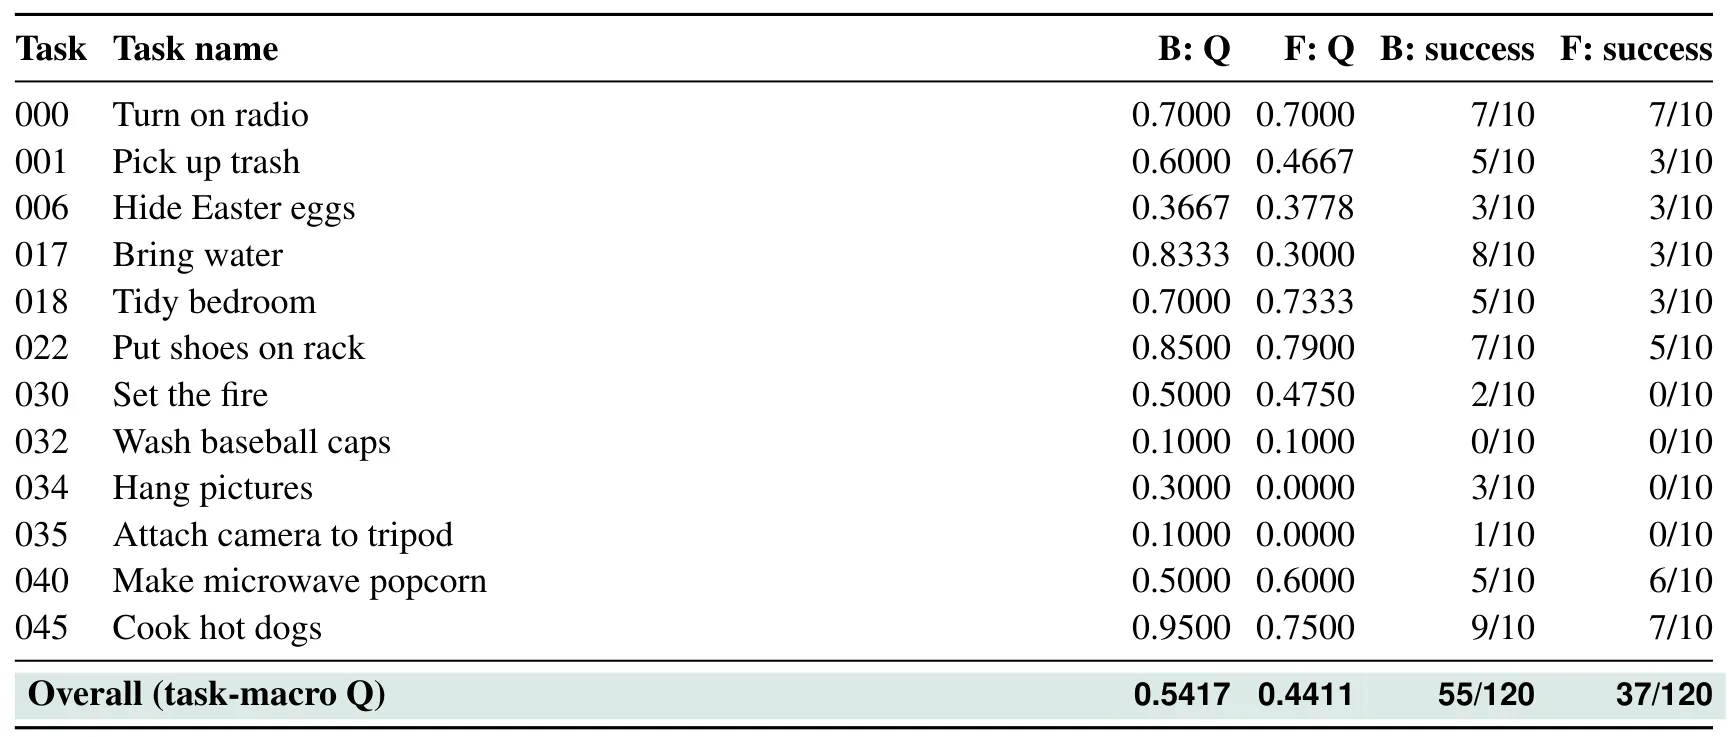 Task Task name B: Q F: Q B: success F: success
000 Turn on radio 0.7000 0.7000 7/10 7/10
001 Pick up trash 0.6000 0.4667 5/10 3/10
006 Hide Easter eggs 0.3667 0.3778 3/10 3/10
017 Bring water 0.8333 0.3000 8/10 3/10
018 Tidy bedroom 0.7000 0.7333 5/10 3/10
022 Put shoes on rack 0.8500 0.7900 7/10 5/10
030 Set the fire 0.5000 0.4750 2/10 0/10
032 Wash baseball caps 0.1000 0.1000 0/10 0/10
034 Hang pictures 0.3000 0.0000 3/10 0/10
035 Attach camera to tripod 0.1000 0.0000 1/10 0/10
040 Make microwave popcorn 0.5000 0.6000 5/10 6/10
045 Cook hot dogs 0.9500 0.7500 9/10 7/10
Overall (task-macro Q) 0.5417 0.4411 55/120 37/120